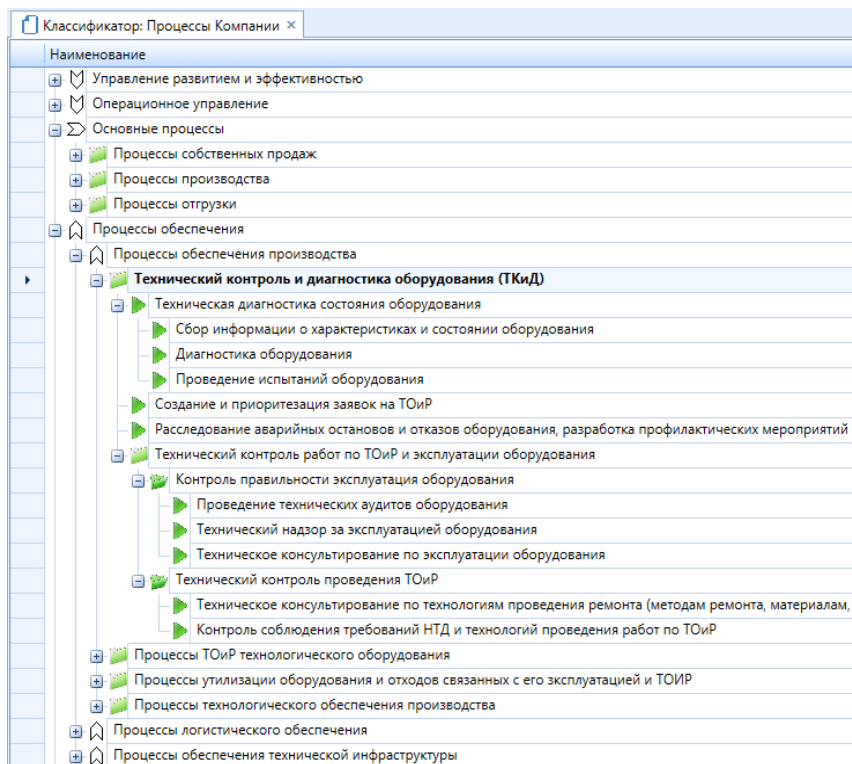 Классификатор: Процессы Компании ×
Наименование
Управление развитием и эффективностью
Операционное управление
Основные процессы
Процессы собственных продаж
Процессы производства
Процессы отгрузки
Процессы обеспечения
Процессы обеспечения производства
Технический контроль и диагностика оборудования (ТКиД)
Техническая диагностика состояния оборудования
Сбор информации о характеристиках и состоянии оборудования
Диагностика оборудования
Проведение испытаний оборудования
Создание и приоритезация заявок на ТОиР
Расследование аварийных остановов и отказов оборудования, разработка профилактических мероприятий
Технический контроль работ по ТОиР и эксплуатации оборудования
Контроль правильности эксплуатация оборудования
Проведение технических аудитов оборудования
Технический надзор за эксплуатацией оборудования
Техническое консультирование по эксплуатации оборудования
Технический контроль проведения ТОиР
Техническое консультирование по технологиям проведения ремонта (методам ремонта, материалам,
Контроль соблюдения требований НТД и технологий проведения работ по ТОиР
Процессы ТОиР технологического оборудования
Процессы утилизации оборудования и отходов связанных с его эксплуатацией и ТОИР
Процессы технологического обеспечения производства
Процессы логистического обеспечения
Процессы обеспечения технической инфраструктуры